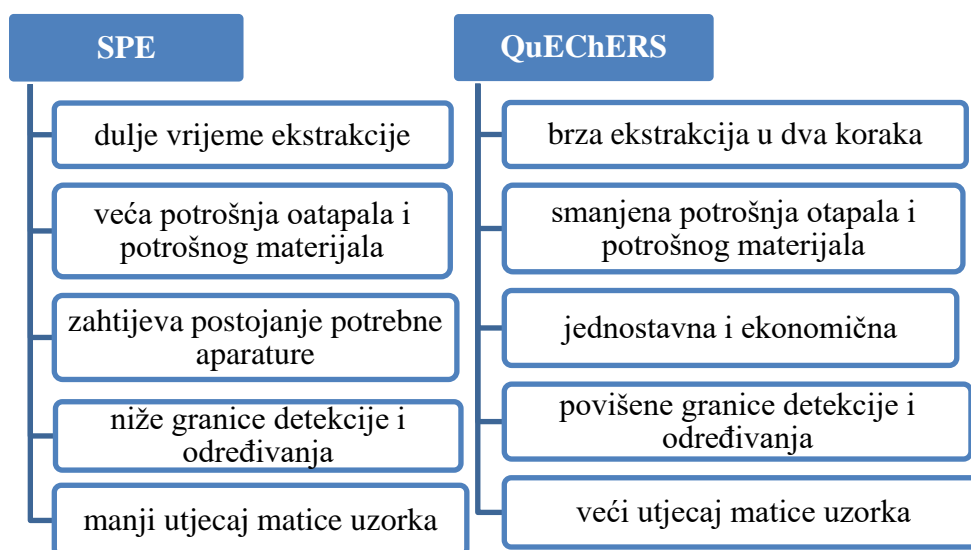 SPE
dulje vrijeme ekstrakcije
veća potrošnja oatapala i
potrošnog materijala
zahtijeva postojanje potrebne
aparature
niže granice detekcije i
određivanja
manji utjecaj matice uzorka
QuEChERS
brza ekstrakcija u dva koraka
smanjena potrošnja otapala i
potrošnog materijala
jednostavna i ekonomična
povišene granice detekcije i
određivanja
veći utjecaj matice uzorka